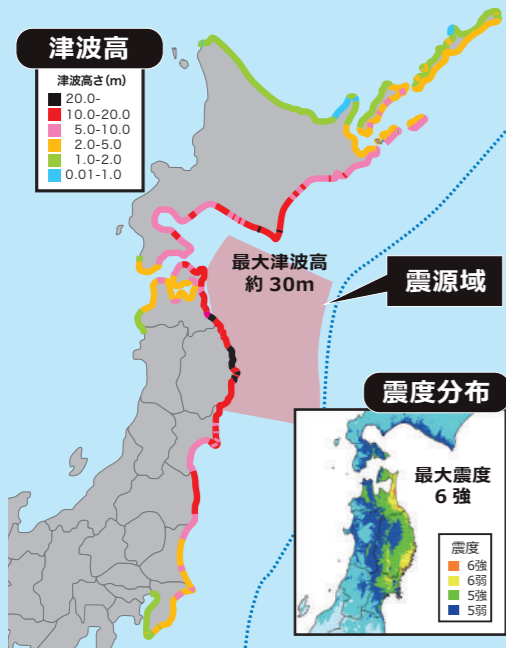 津波高
津波高さ(m)
20.0-
10.0-20.0
5.0-10.0
2.0-5.0
1.0-2.0
0.01-1.0
最大津波高
約 30m
震源域
震度分布
最大震度
6 強
震度
6強
6弱
5強
5弱